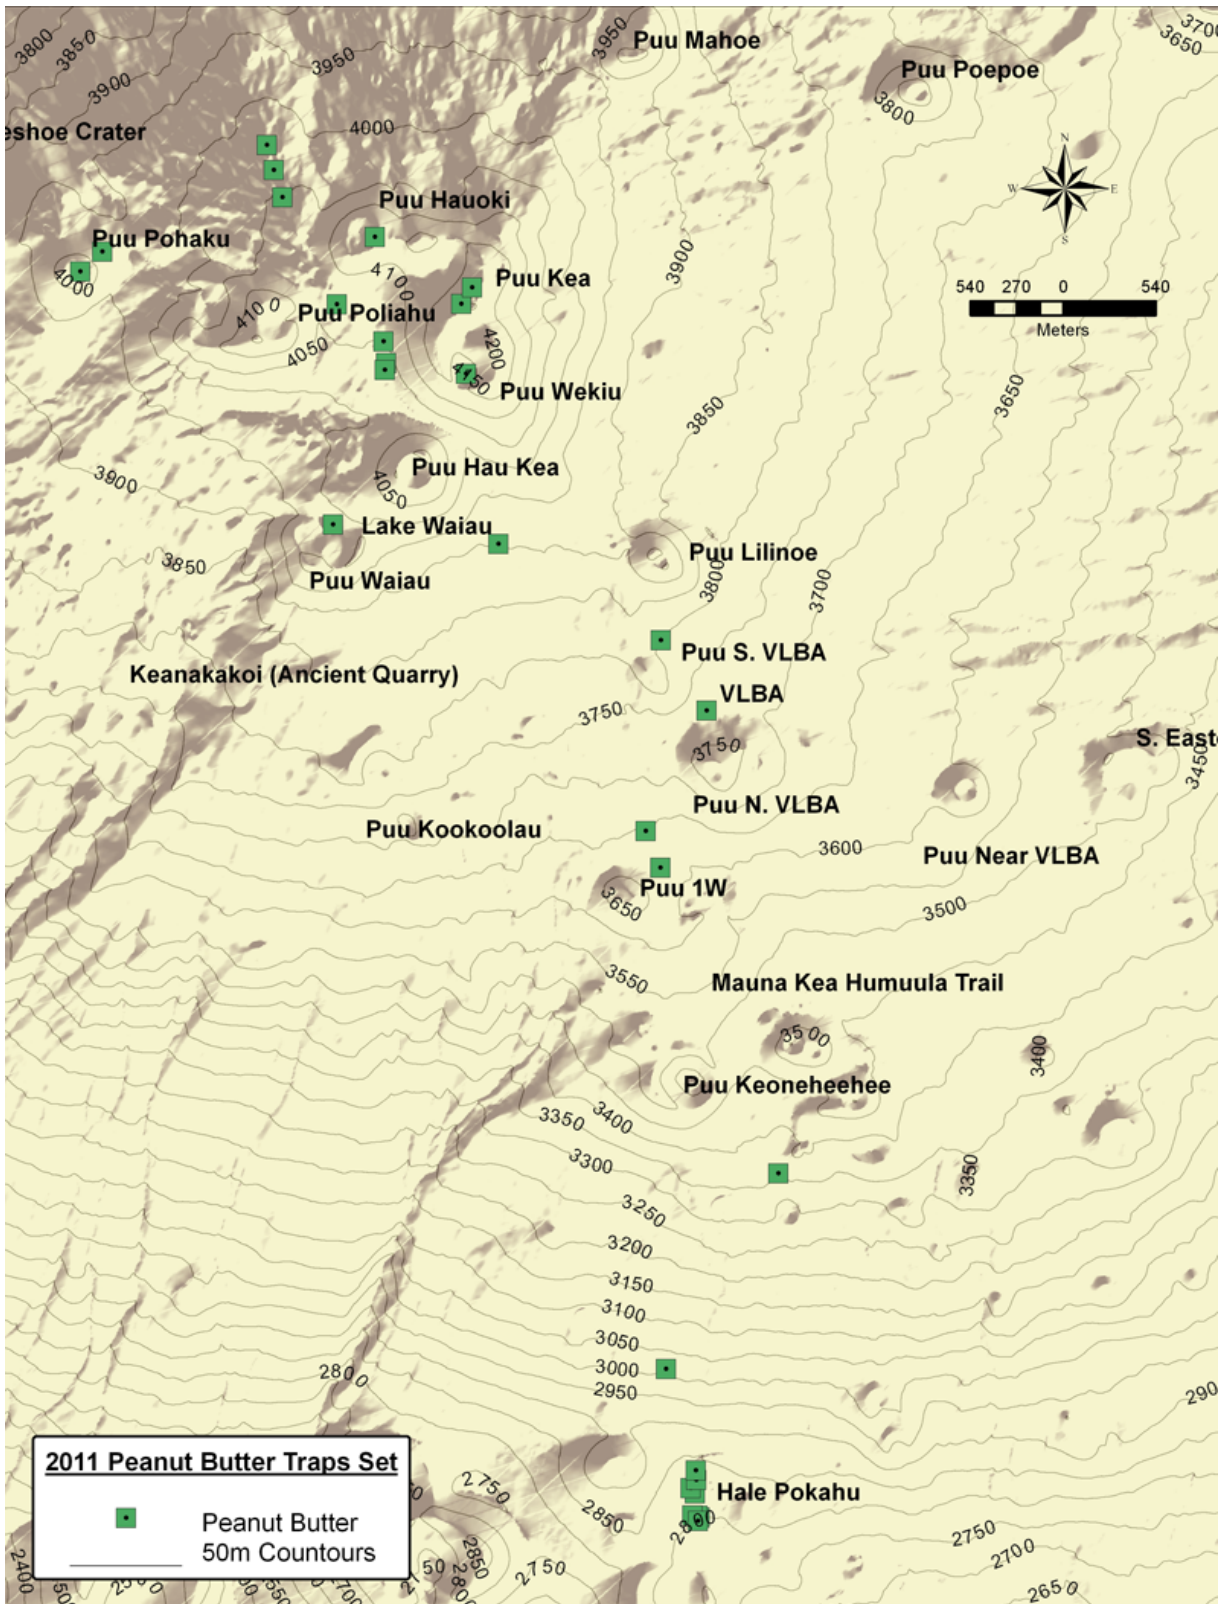 3800
3850
3900
3950
3950
Puu Mahoe
Puu Poepoe
3800
3700
3650
4000
eshoe Crater
N
W
E
S
Puu Hauoki
Puu Pohaku
4000
4100
Puu Kea
3900
540 270 0 540
Meters
4100
Puu Poliahu
4050
4200
Puu Wekiu
3850
3650
Puu Hau Kea
4050
3900
Lake Waiau
3850
Puu Waiau
Puu Lilinoe
3800
3700
Puu S. VLBA
Keanakakoi (Ancient Quarry)
VLBA
3750
3750
S. East
3450
Puu N. VLBA
Puu Kookoolau
3600
Puu Near VLBA
Puu 1W
3650
3500
3550
Mauna Kea Humuula Trail
3500
3400
Puu Keoneheehee
3400
3350
3300
3350
3250
3200
3150
3100
3050
3000
2950
2800
290
2750
Hale Pokahu
2850
2800
2750
2700
2650
2850
2750
2800
750
2400
2011 Peanut Butter Traps Set
Peanut Butter
50m Countours